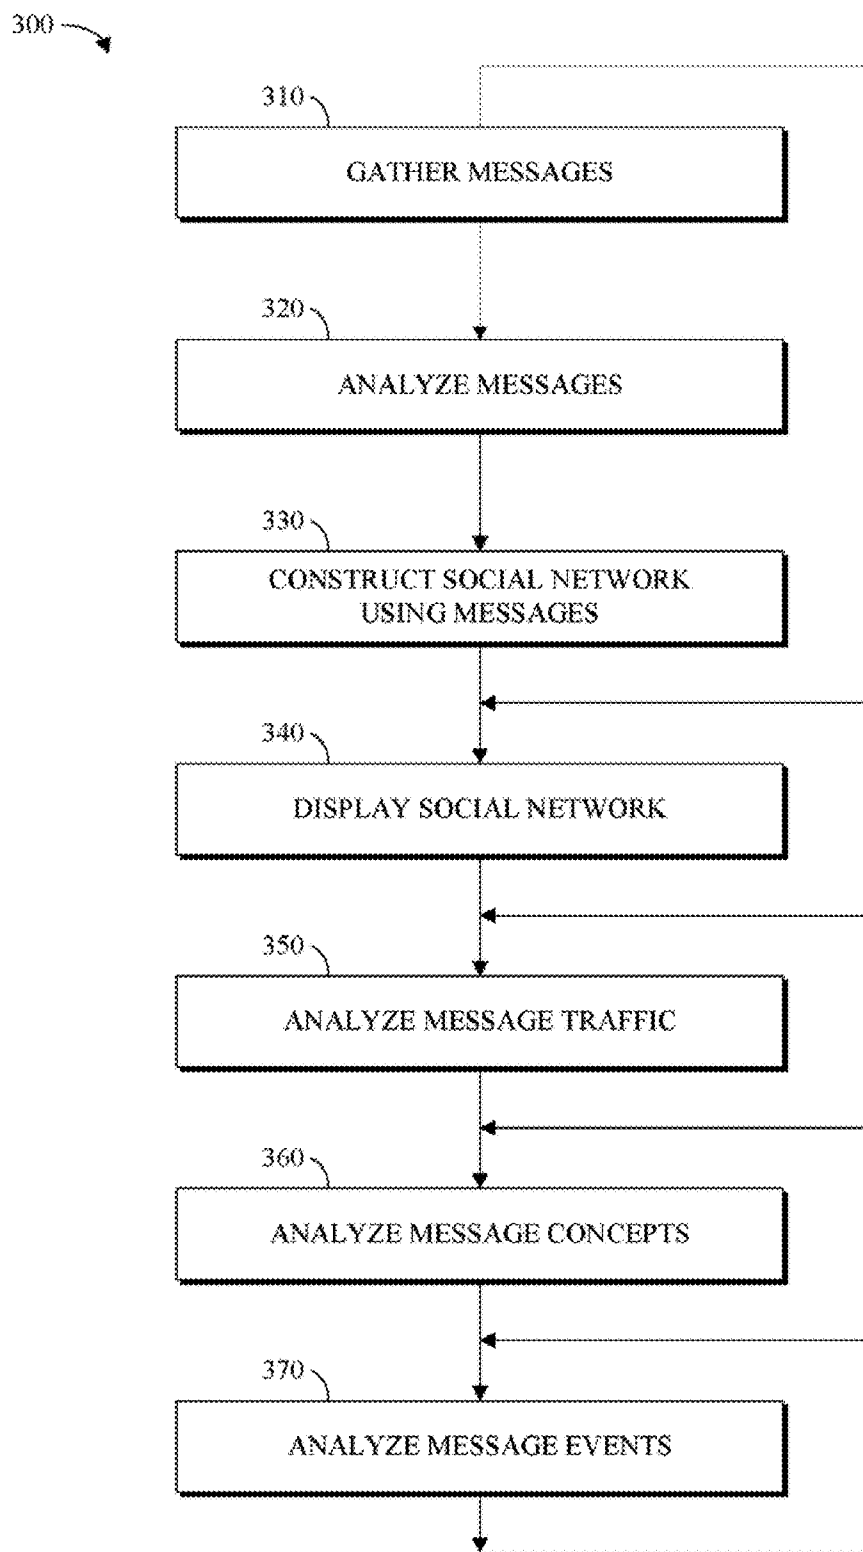 300
310
GATHER MESSAGES
320
ANALYZE MESSAGES
330
CONSTRUCT SOCIAL NETWORK
USING MESSAGES
340
DISPLAY SOCIAL NETWORK
350
ANALYZE MESSAGE TRAFFIC
360
ANALYZE MESSAGE CONCEPTS
370
ANALYZE MESSAGE EVENTS